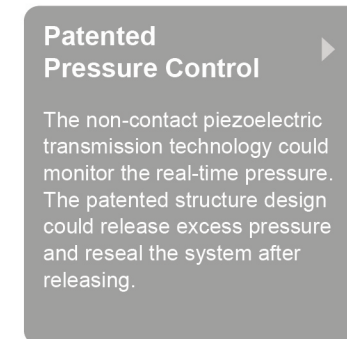 Patented
Pressure Control
The non-contact piezoelectric
transmission technology could
monitor the real-time pressure.
The patented structure design
could release excess pressure
and reseal the system after
releasing.